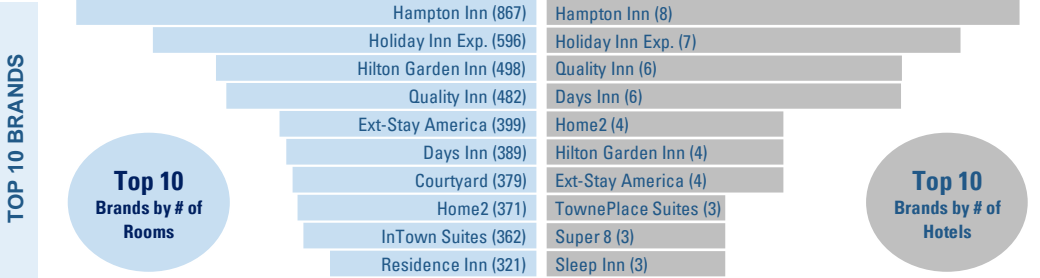 TOP 10 BRANDS
Hampton Inn (867)
Holiday Inn Exp. (596)
Hilton Garden Inn (498)
Quality Inn (482)
Ext-Stay America (399)
Days Inn (389)
Courtyard (379)
Home2 (371)
InTown Suites (362)
Residence Inn (321)
Top 10
Brands by # of
Rooms
Hampton Inn (8)
Holiday Inn Exp. (7)
Quality Inn (6)
Days Inn (6)
Home2 (4)
Hilton Garden Inn (4)
Ext-Stay America (4)
TownePlace Suites (3)
Super 8 (3)
Sleep Inn (3)
Top 10
Brands by # of
Hotels